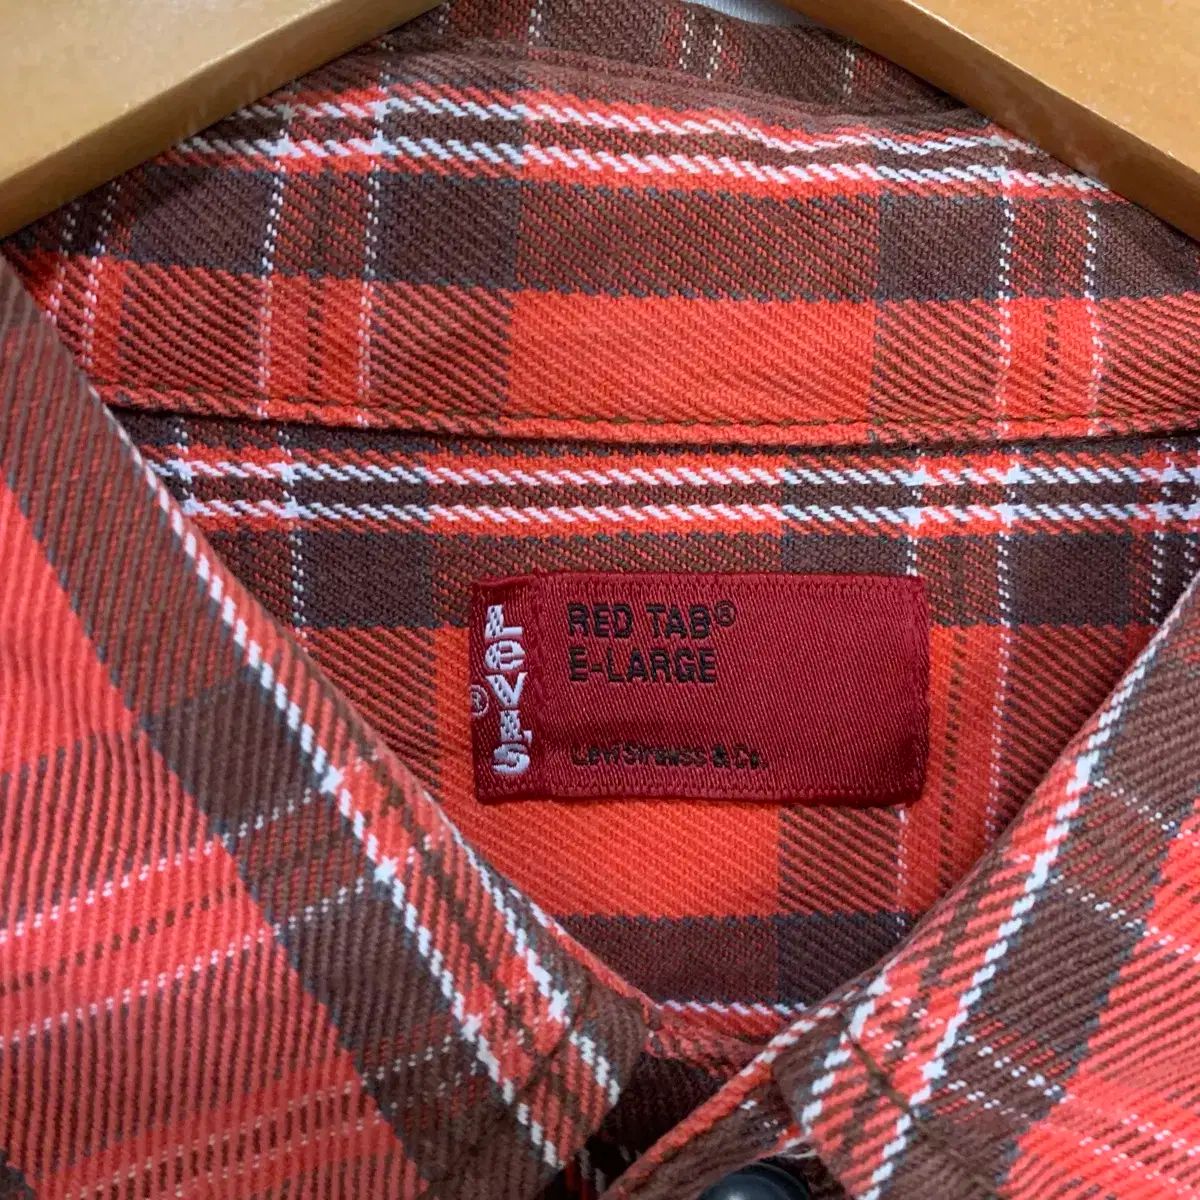 LEVI'S ®
RED TAB®
E-LARGE
Levi Strauss & Co.